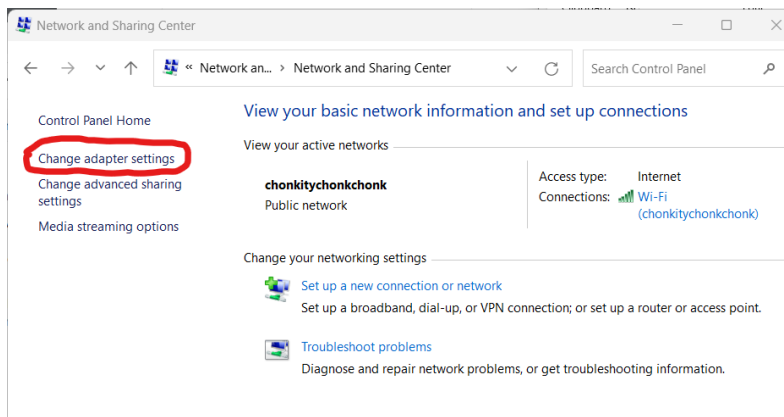 Network and Sharing Center
« Network an... > Network and Sharing Center
Search Control Panel
Control Panel Home
Change adapter settings
Change advanced sharing
settings
Media streaming options
View your basic network information and set up connections
View your active networks
chonkitychonkchonk
Public network
Access type: Internet
Connections: Wi-Fi
(chonkitychonkchonk)
Change your networking settings
Set up a new connection or network
Set up a broadband, dial-up, or VPN connection; or set up a router or access point.
Troubleshoot problems
Diagnose and repair network problems, or get troubleshooting information.